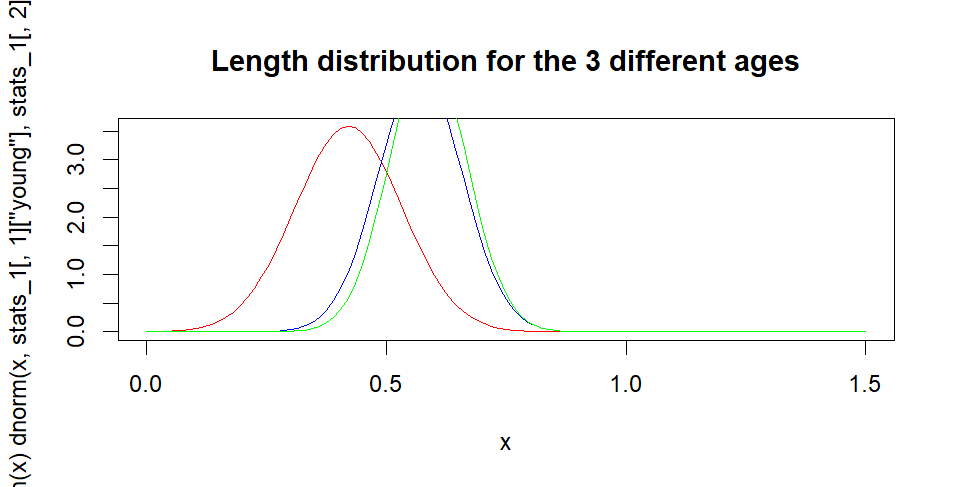 Length distribution for the 3 different ages
n(x) dnorm(x, stats_1[, 1]["young"], stats_1[, 2]
3.0
2.0
1.0
0.0
0.0 0.5 1.0 1.5
x